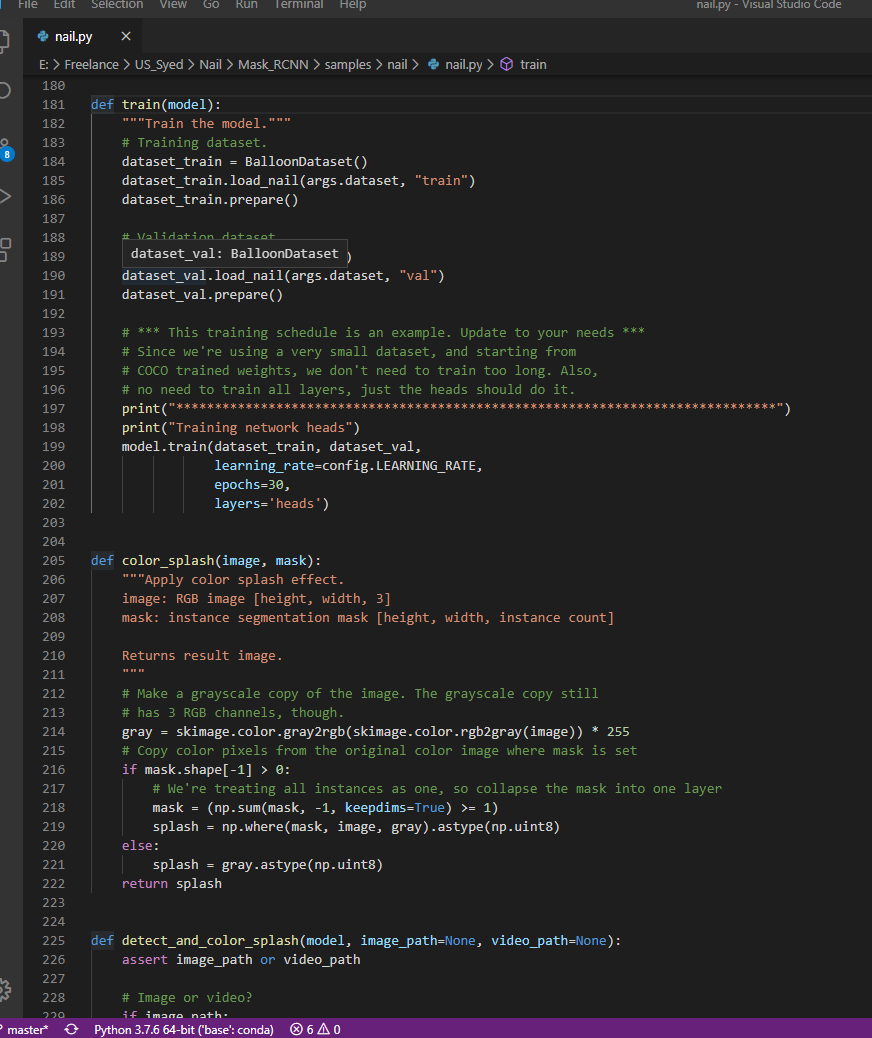 File Edit Selection View Go Run Terminal Help nail.py - Visual Studio Code
nail.py ×
E: > Freelance > US_Syed > Nail > Mask_RCNN > samples > nail > nail.py > train
8
180
181 def train(model):
182 """Train the model."""
183 # Training dataset.
184 dataset_train = BalloonDataset()
185 dataset_train.load_nail(args.dataset, "train")
186 dataset_train.prepare()
187
188 # Validation dataset
189 )
dataset_val: BalloonDataset
190 dataset_val.load_nail(args.dataset, "val")
191 dataset_val.prepare()
192
193 # *** This training schedule is an example. Update to your needs ***
194 # Since we're using a very small dataset, and starting from
195 # COCO trained weights, we don't need to train too long. Also,
196 # no need to train all layers, just the heads should do it.
197 print("******************************************************************************")
198 print("Training network heads")
199 model.train(dataset_train, dataset_val,
200 learning_rate=config.LEARNING_RATE,
201 epochs=30,
202 layers='heads')
203
204
205 def color_splash(image, mask):
206 """Apply color splash effect.
207 image: RGB image [height, width, 3]
208 mask: instance segmentation mask [height, width, instance count]
209
210 Returns result image.
211 """
212 # Make a grayscale copy of the image. The grayscale copy still
213 # has 3 RGB channels, though.
214 gray = skimage.color.gray2rgb(skimage.color.rgb2gray(image)) * 255
215 # Copy color pixels from the original color image where mask is set
216 if mask.shape[-1] > 0:
217 # We're treating all instances as one, so collapse the mask into one layer
218 mask = (np.sum(mask, -1, keepdims=True) >= 1)
219 splash = np.where(mask, image, gray).astype(np.uint8)
220 else:
221 splash = gray.astype(np.uint8)
222 return splash
223
224
225 def detect_and_color_splash(model, image_path=None, video_path=None):
226 assert image_path or video_path
227
228 # Image or video?
229 if image_path:
master* Python 3.7.6 64-bit ('base': conda) 6 0